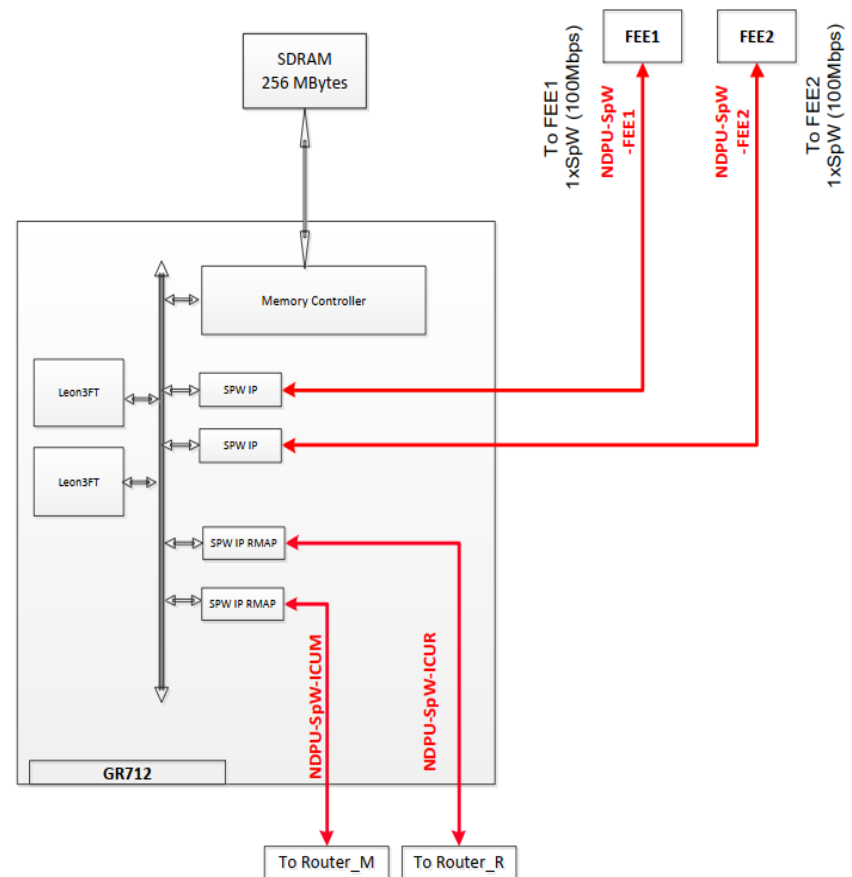 SDRAM
256 MBytes
FEE1
FEE2
To FEE1
1xSpW (100Mbps)
NDPU-SpW
-FEE1
NDPU-SpW
-FEE2
To FEE2
1xSpW (100Mbps)
Memory Controller
Leon3FT
SPW IP
SPW IP
Leon3FT
SPW IP RMAP
SPW IP RMAP
NDPU-SpW-ICUM
NDPU-SpW-ICUR
GR712
To Router_M
To Router_R